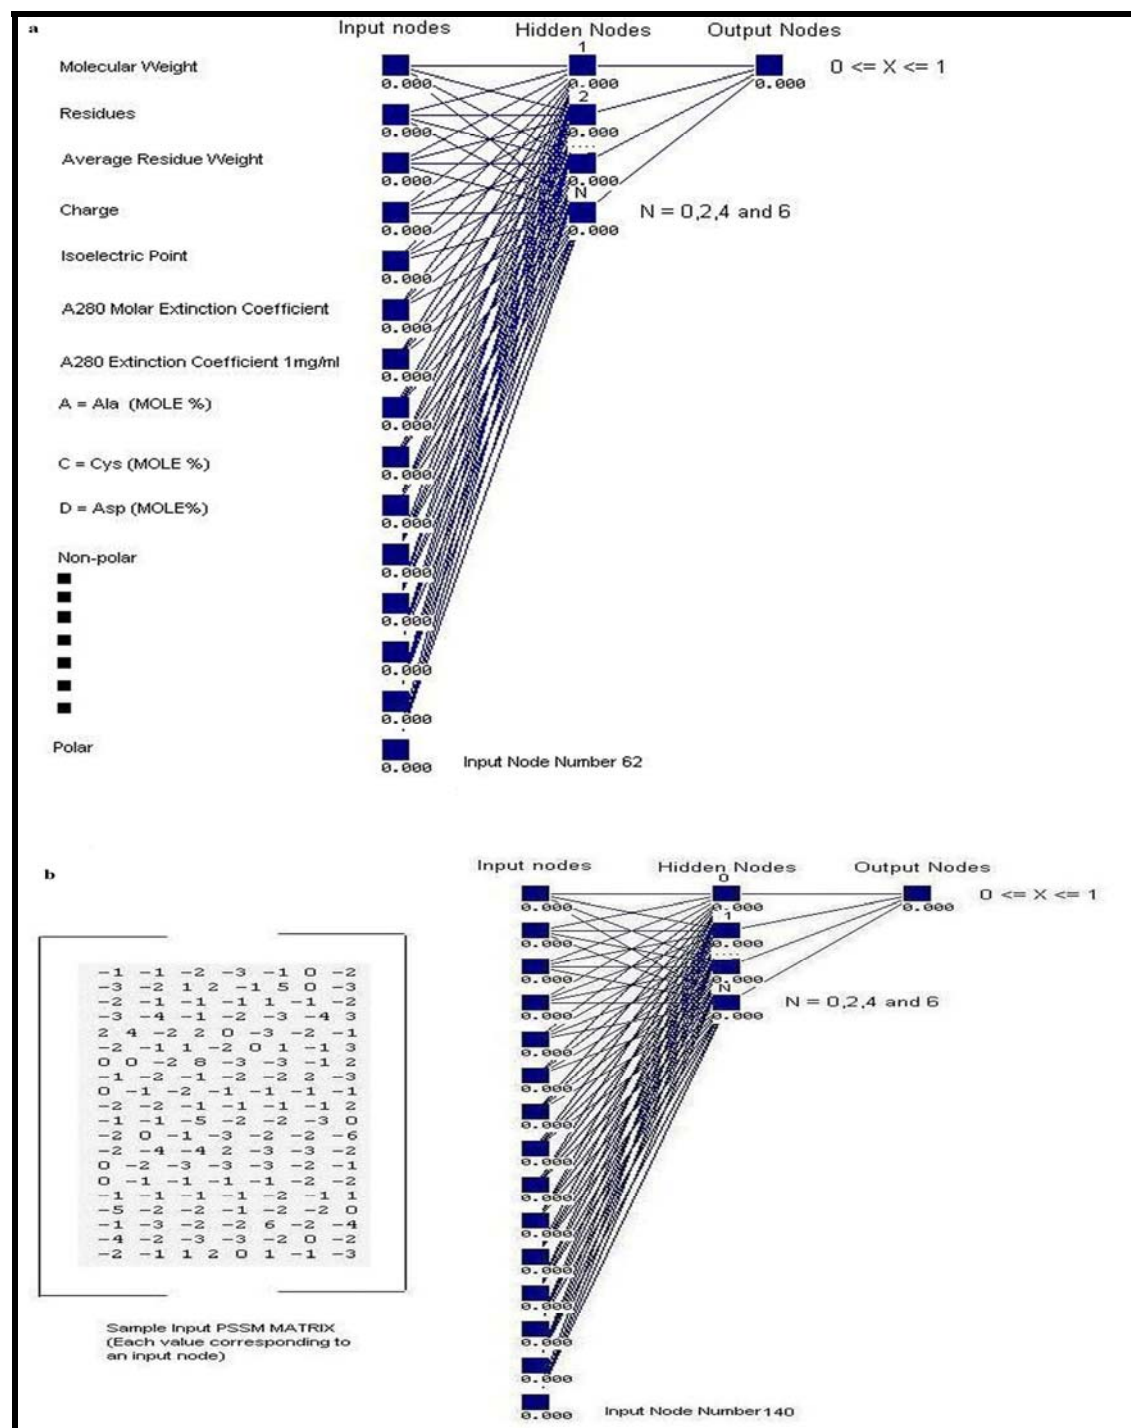 a
Input nodes Hidden Nodes Output Nodes
1
Molecular Weight 0 <= X <= 1
0.000 0.000 0.000
2
Residues
0.000 0.000
....
Average Residue Weight
0.000 0.000
N
Charge N = 0,2,4 and 6
0.000 0.000
Isoelectric Point
0.000
A280 Molar Extinction Coefficient
0.000
A280 Extinction Coefficient 1mg/ml
0.000
A = Ala (MOLE %)
0.000
C = Cys (MOLE %)
0.000
D = Asp (MOLE%)
0.000
Non-polar
0.000
0.000
0.000
0.000
Polar
0.000 Input Node Number 62
b
Input nodes Hidden Nodes Output Nodes
0
0 <= X <= 1
0.000 0.000 0.000
1
0.000 0.000
....
0.000 0.000
N
N = 0,2,4 and 6
0.000 0.000
0.000
0.000
0.000
0.000
0.000
0.000
0.000
0.000
0.000
0.000
0.000
-1 -1 -2 -3 -1 0 -2
-3 -2 1 2 -1 5 0 -3
-2 -1 -1 -1 1 -1 -2
-3 -4 -1 -2 -3 -4 3
2 4 -2 2 0 -3 -2 -1
-2 -1 1 -2 0 1 -1 3
0 0 -2 8 -3 -3 -1 2
-1 -2 -1 -2 -2 2 -3
0 -1 -2 -1 -1 -1 -1
-2 -2 -1 -1 -1 -1 2
-1 -1 -5 -2 -2 -3 0
-2 0 -1 -3 -2 -2 -6
-2 -4 -4 2 -3 -3 -2
0 -2 -3 -3 -3 -2 -1
0 -1 -1 -1 -1 -2 -2
-1 -1 -1 -1 -2 -1 1
-5 -2 -2 -1 -2 -2 0
-1 -3 -2 -2 6 -2 -4
-4 -2 -3 -3 -2 0 -2
-2 -1 1 2 0 1 -1 -3
Sample Input PSSM MATRIX
(Each value corresponding to
an input node)
Input Node Number 140